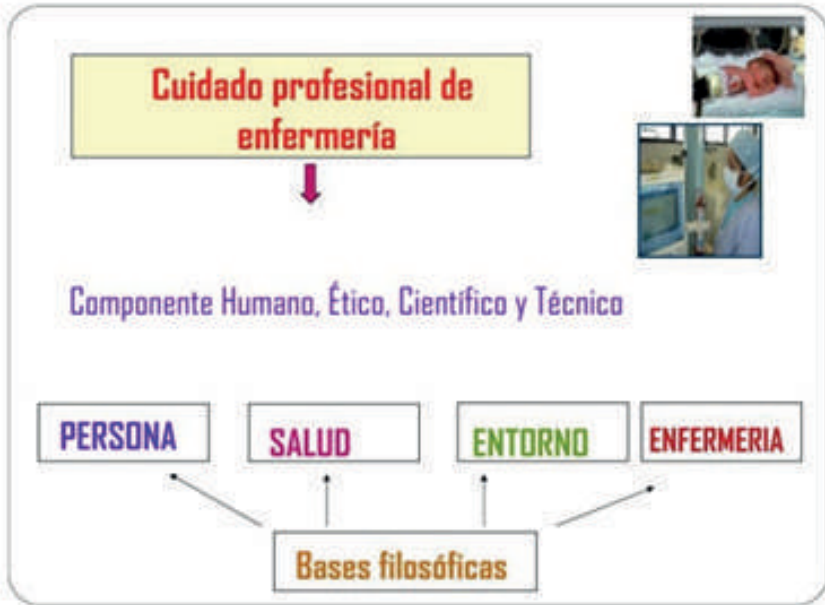 Cuidado profesional de
enfermería
Componente Humano, Ético, Científico y Técnico
PERSONA
SALUD
ENTORNO
ENFERMERIA
Bases filosóficas